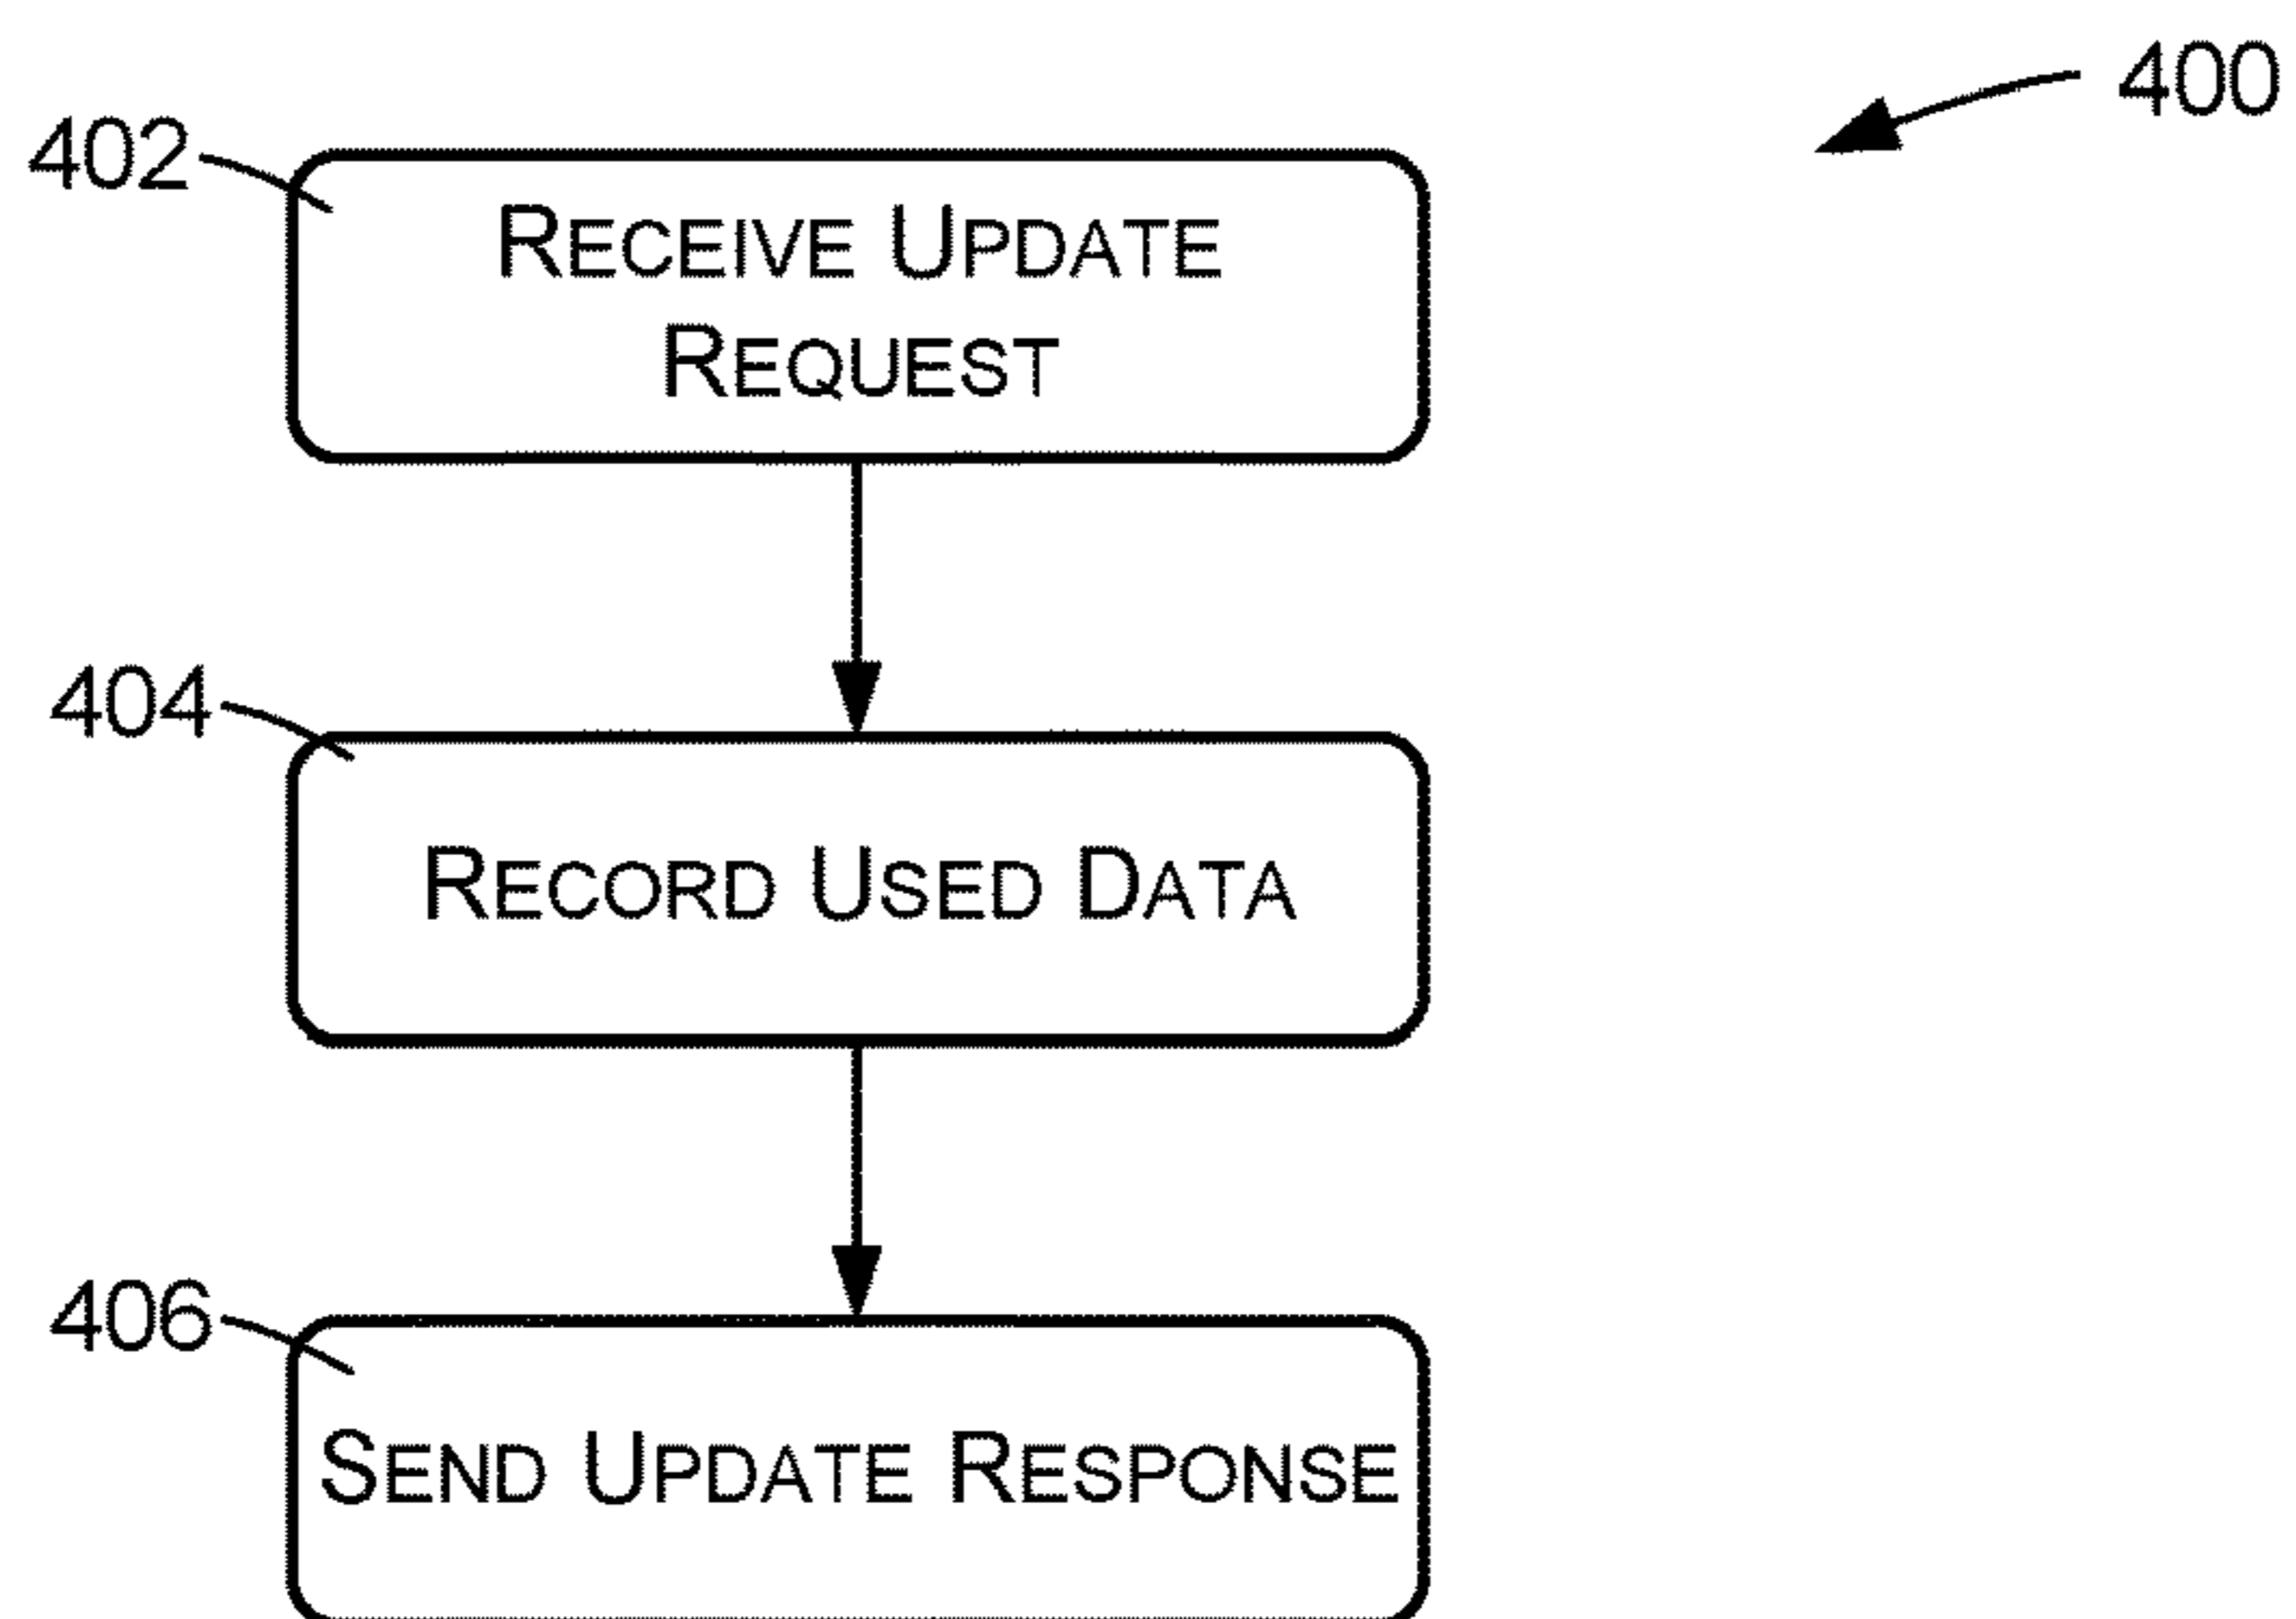 400
402
RECEIVE UPDATE
REQUEST
404
RECORD USED DATA
406
SEND UPDATE RESPONSE